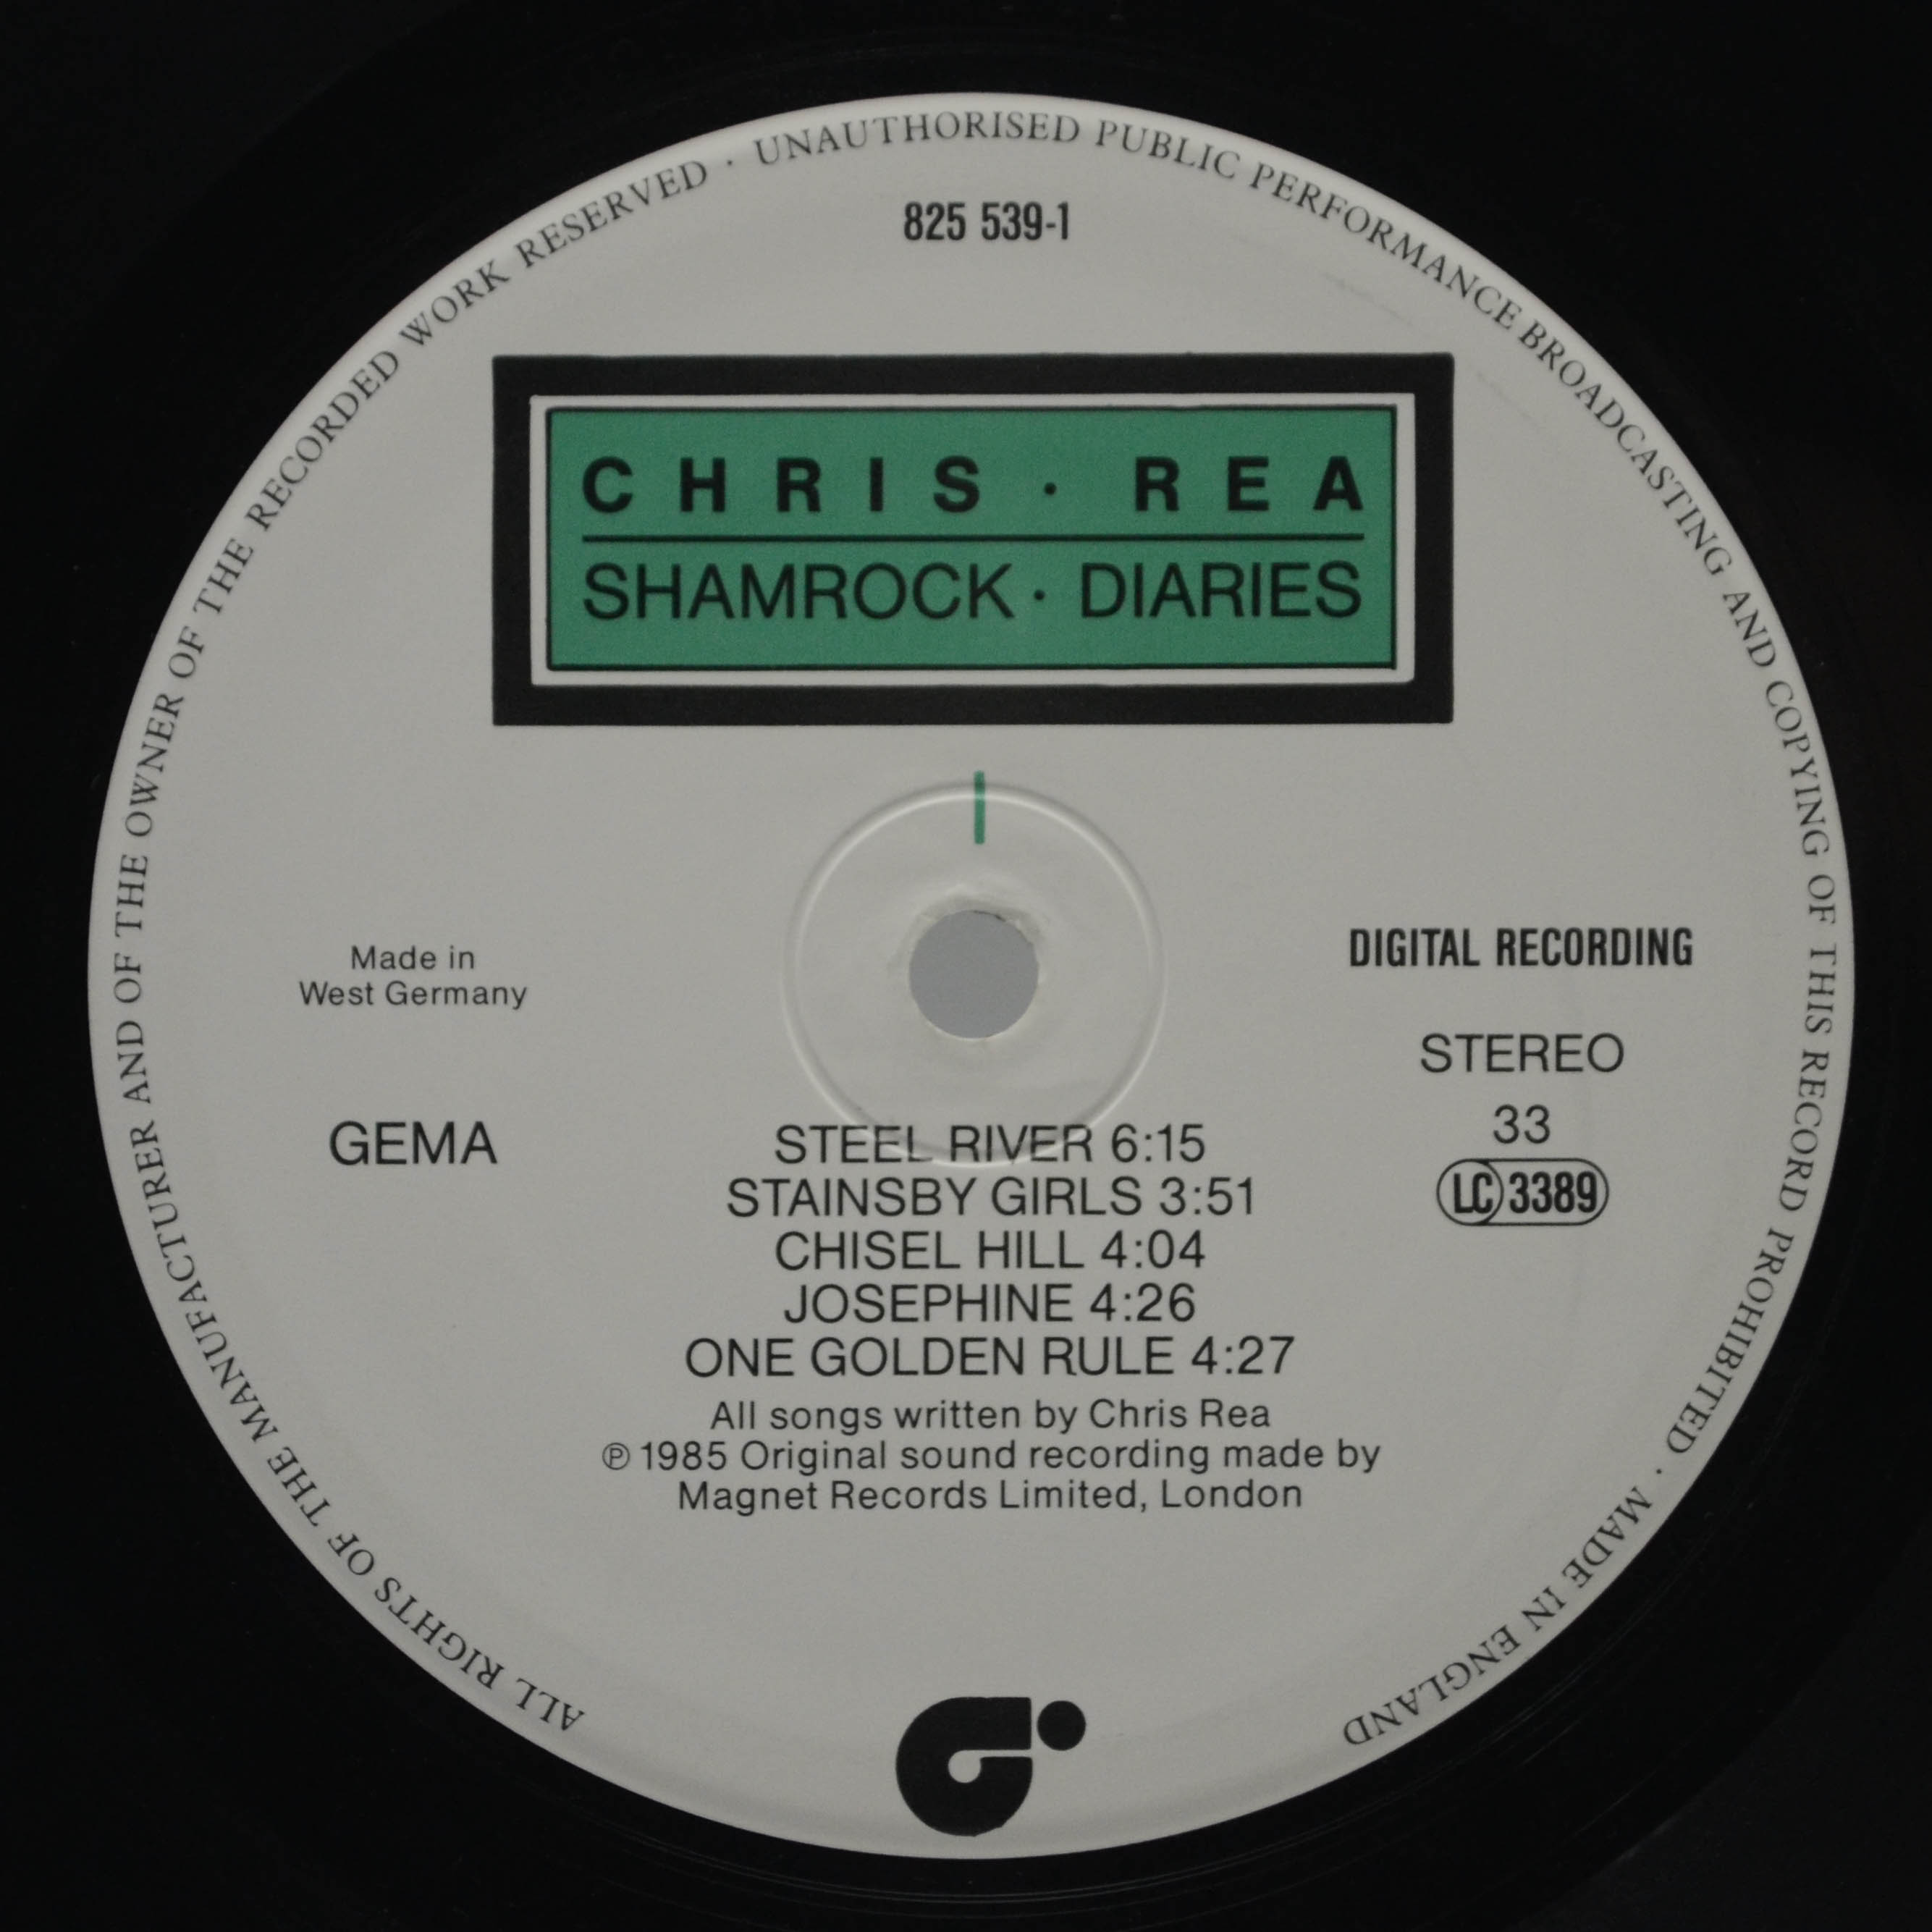 ALL RIGHTS OF THE MANUFACTURER AND OF THE OWNER OF THE RECORDED WORK RESERVED · UNAUTHORISED PUBLIC PERFORMANCE BROADCASTING AND COPYING OF THIS RECORD PROHIBITED · MADE IN ENGLAND
825 539-1
CHRIS · REA
SHAMROCK · DIARIES
I
Made in
West Germany
GEMA
DIGITAL RECORDING
STEREO
33
LC 3389
STEEL RIVER 6:15
STAINSBY GIRLS 3:51
CHISEL HILL 4:04
JOSEPHINE 4:26
ONE GOLDEN RULE 4:27
All songs written by Chris Rea
℗ 1985 Original sound recording made by
Magnet Records Limited, London